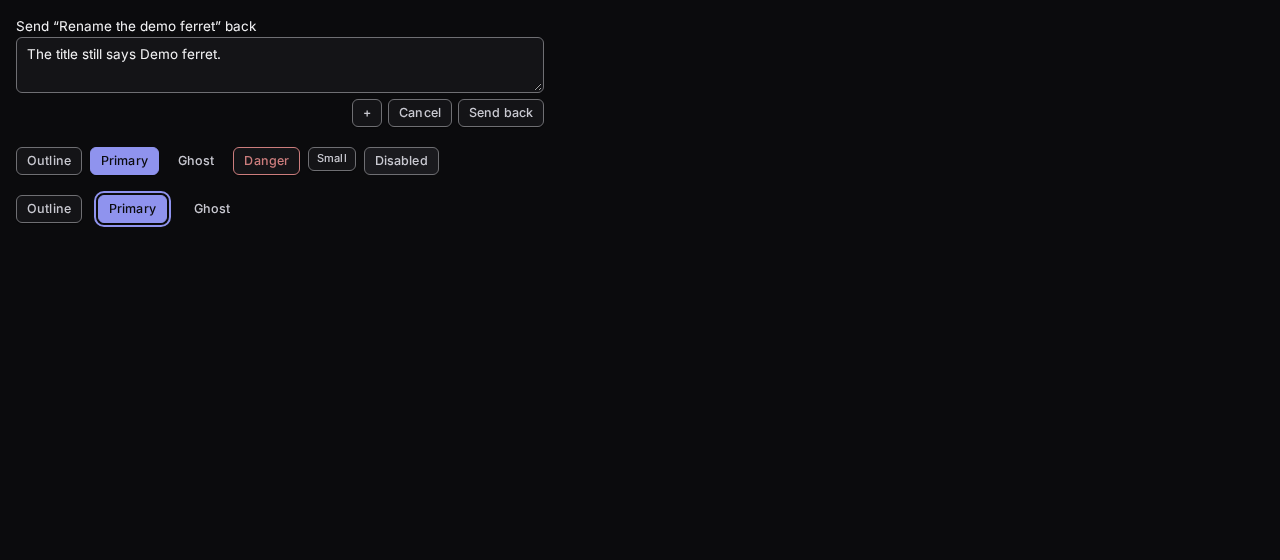 Send “Rename the demo ferret” back
The title still says Demo ferret.
+ Cancel Send back
Outline Primary Ghost Danger Small Disabled
Outline Primary Ghost